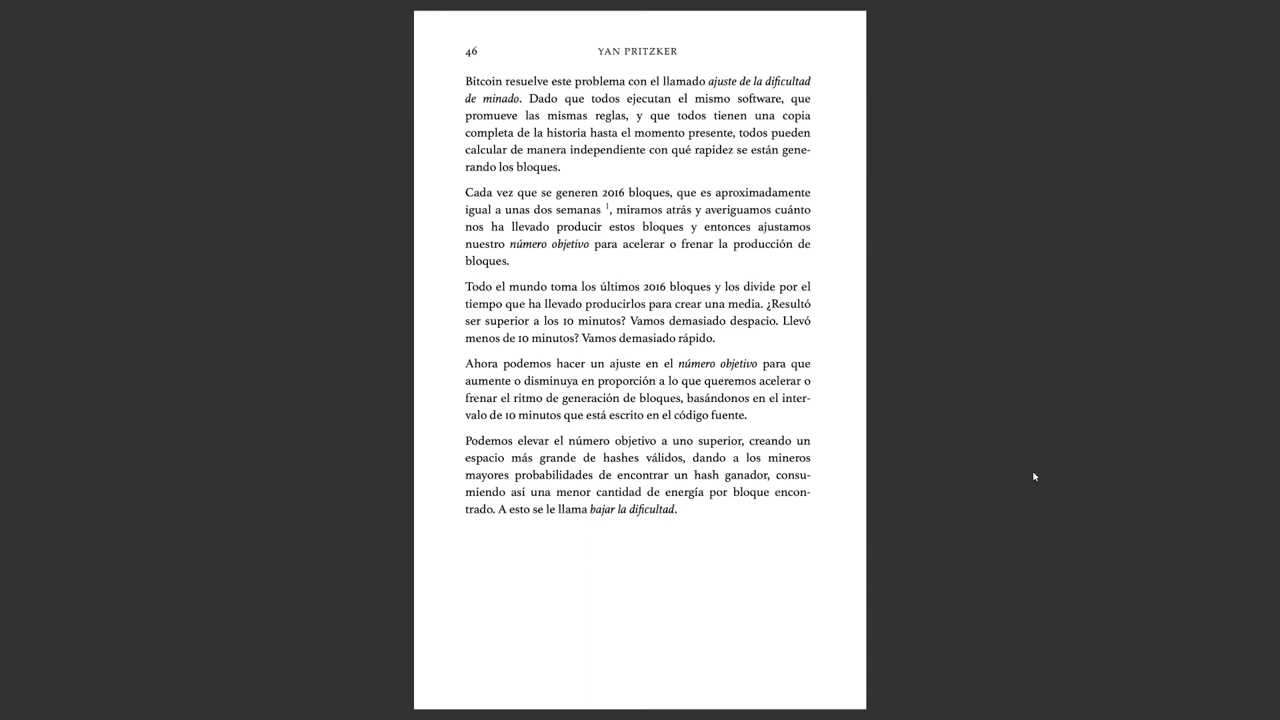 46 YAN PRITZKER
Bitcoin resuelve este problema con el llamado ajuste de la dificultad
de minado. Dado que todos ejecutan el mismo software, que
promueve las mismas reglas, y que todos tienen una copia
completa de la historia hasta el momento presente, todos pueden
calcular de manera independiente con qué rapidez se están gene-
rando los bloques.
Cada vez que se generen 2016 bloques, que es aproximadamente
igual a unas dos semanas 1, miramos atrás y averiguamos cuánto
nos ha llevado producir estos bloques y entonces ajustamos
nuestro número objetivo para acelerar o frenar la producción de
bloques.
Todo el mundo toma los últimos 2016 bloques y los divide por el
tiempo que ha llevado producirlos para crear una media. ¿Resultó
ser superior a los 10 minutos? Vamos demasiado despacio. Llevó
menos de 10 minutos? Vamos demasiado rápido.
Ahora podemos hacer un ajuste en el número objetivo para que
aumente o disminuya en proporción a lo que queremos acelerar o
frenar el ritmo de generación de bloques, basándonos en el inter-
valo de 10 minutos que está escrito en el código fuente.
Podemos elevar el número objetivo a uno superior, creando un
espacio más grande de hashes válidos, dando a los mineros
mayores probabilidades de encontrar un hash ganador, consu-
miendo así una menor cantidad de energía por bloque encon-
trado. A esto se le llama bajar la dificultad.